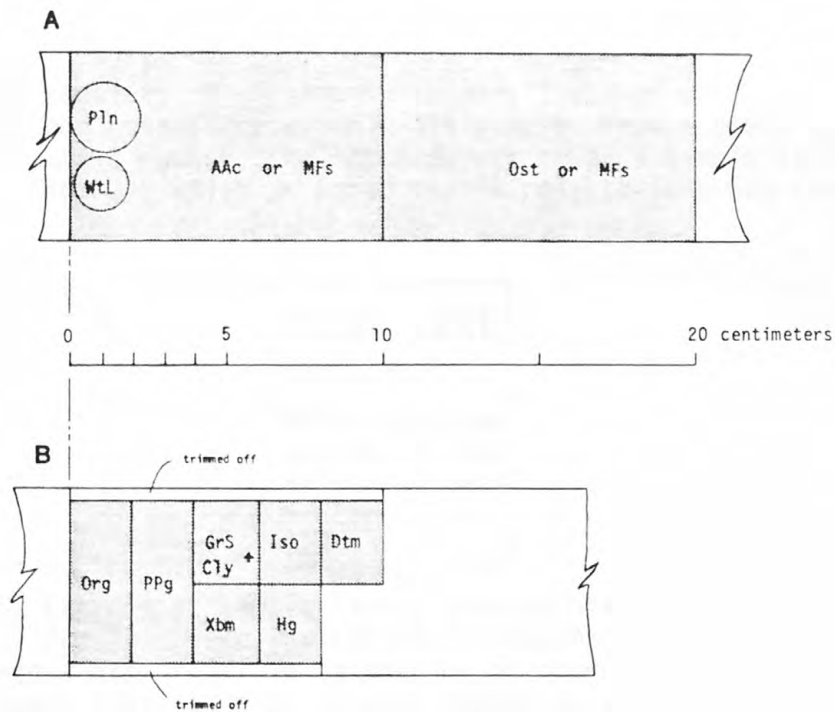 A
Pln
WtL
AAc or MFs
Ost or MFs
0 5 10 20 centimeters
B
trimmed off
Org
PPg
GrS
Cly +
Iso
Dtm
Xbm
Hg
trimmed off